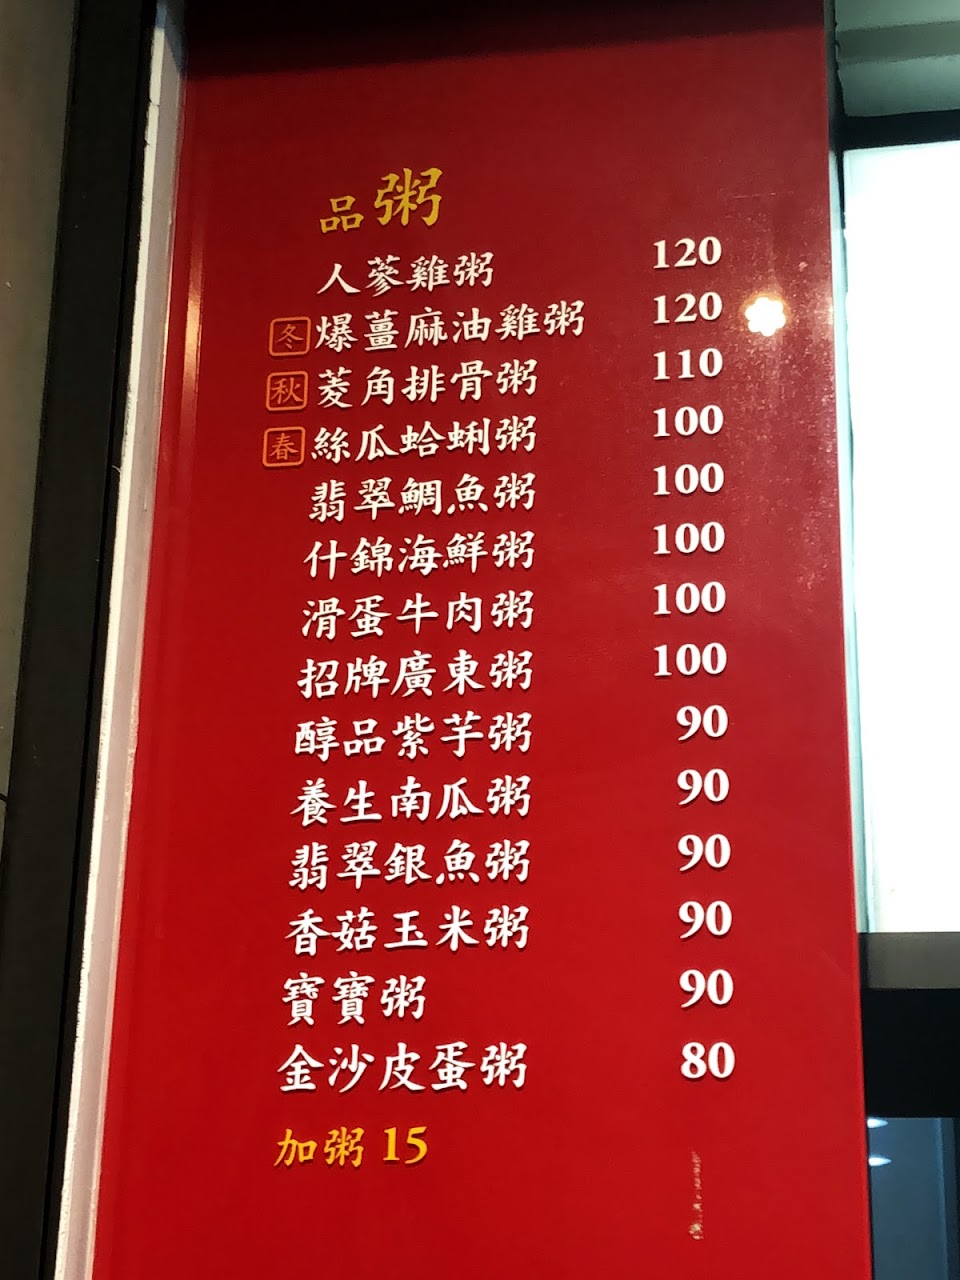 品粥
人蔘雞粥 120
冬 爆薑麻油雞粥 120
秋 菱角排骨粥 110
春 絲瓜蛤蜊粥 100
翡翠鯛魚粥 100
什錦海鮮粥 100
滑蛋牛肉粥 100
招牌廣東粥 100
醇品紫芋粥 90
養生南瓜粥 90
翡翠銀魚粥 90
香菇玉米粥 90
寶寶粥 90
金沙皮蛋粥 80
加粥 15